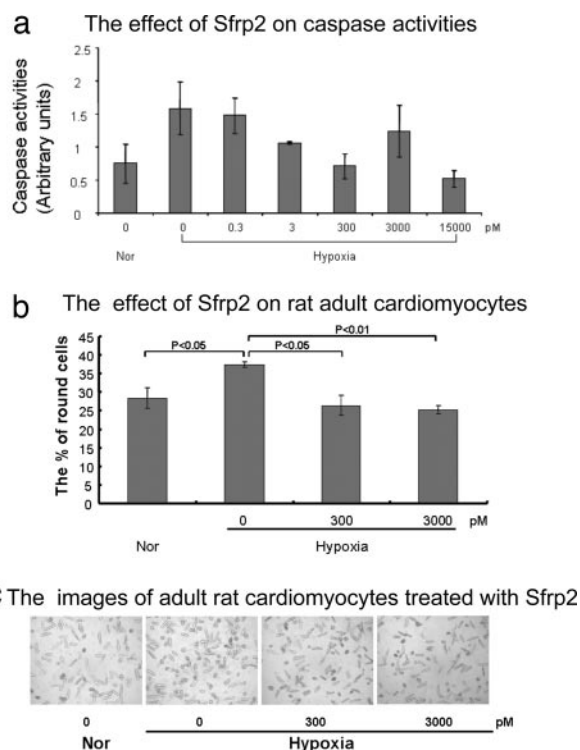 a The effect of Sfrp2 on caspase activities
Caspase activities
(Arbitrary units)
2.5
2
1.5
1
0.5
0
0 0 0.3 3 300 3000 15000 pM
Nor Hypoxia
b The effect of Sfrp2 on rat adult cardiomyocytes
The % of round cells
45
40
35
30
25
20
15
10
5
0
P<0.01
P<0.05 P<0.05
0 300 3000 pM
Nor Hypoxia
The images of adult rat cardiomyocytes treated with Sfrp2
0 0 300 3000 pM
Nor Hypoxia